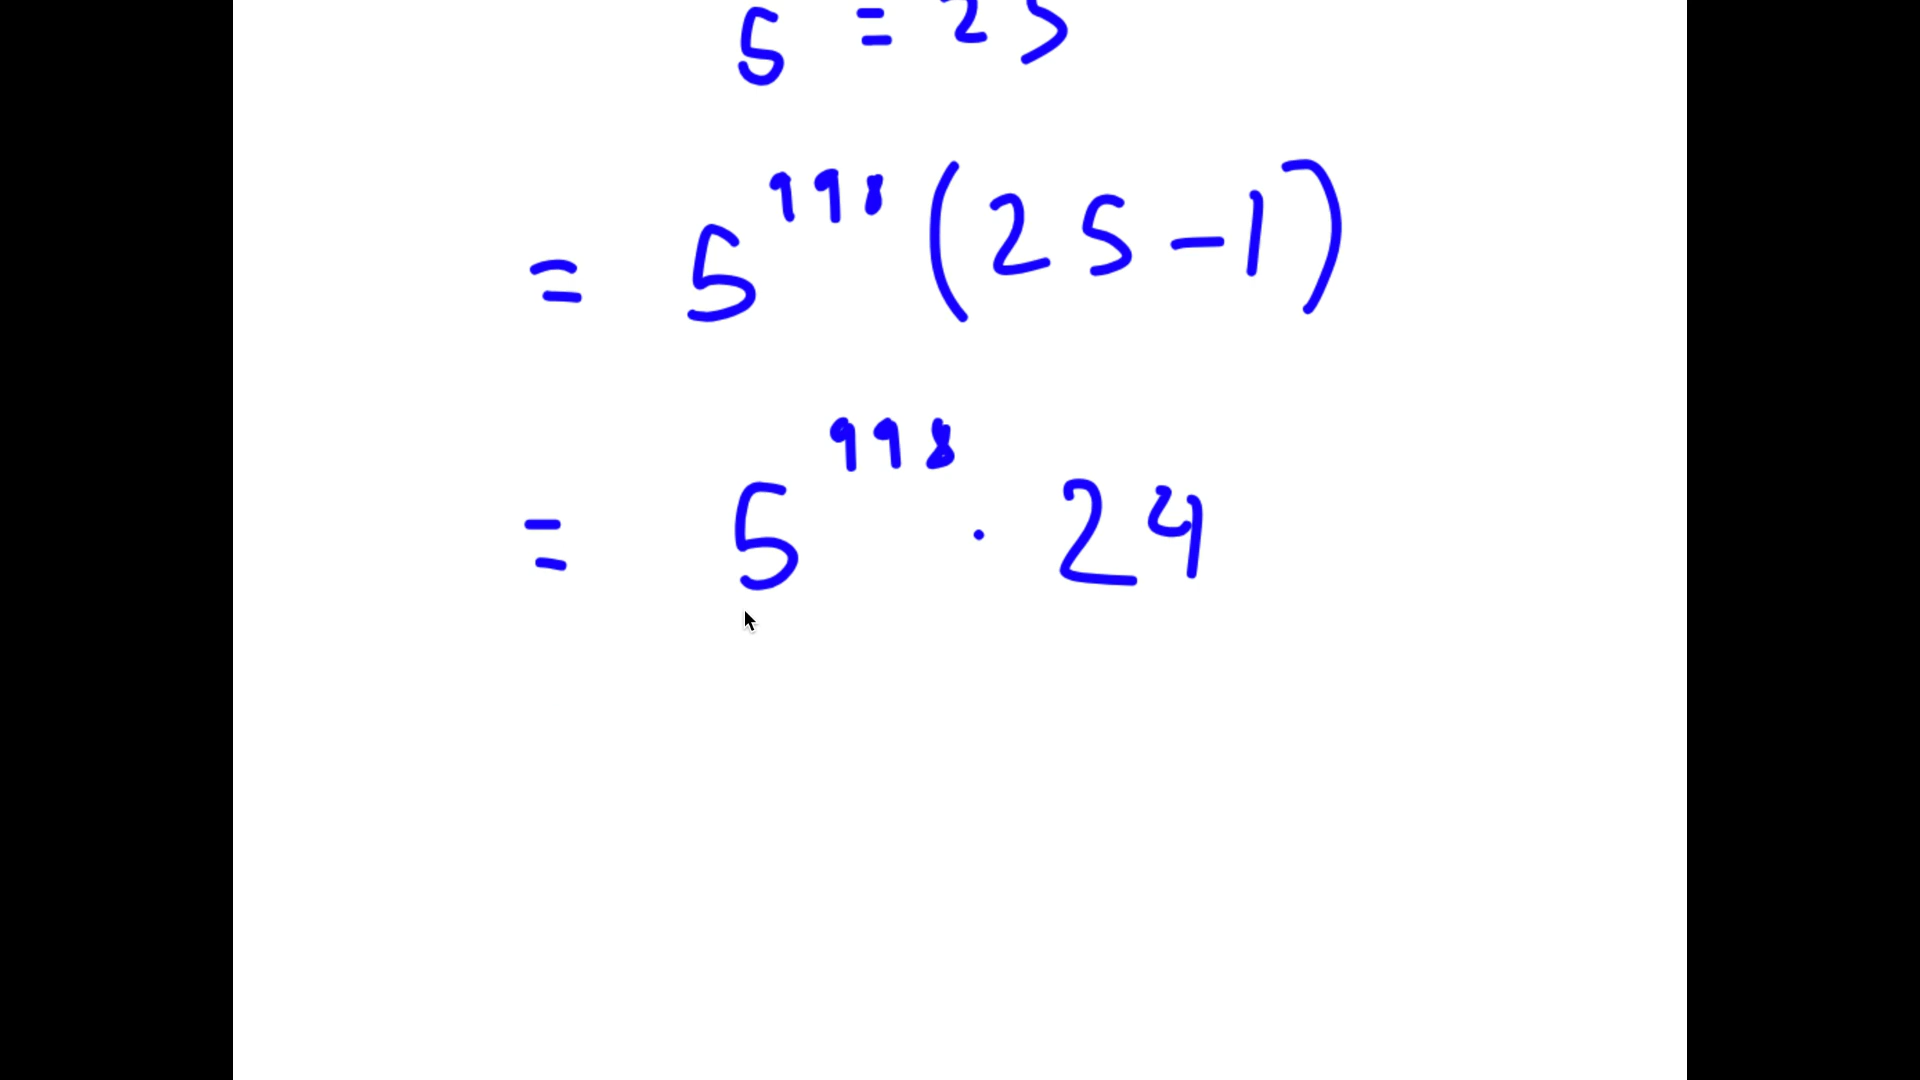 5 = 25
= 5^998 (25-1)
= 5^998 · 24